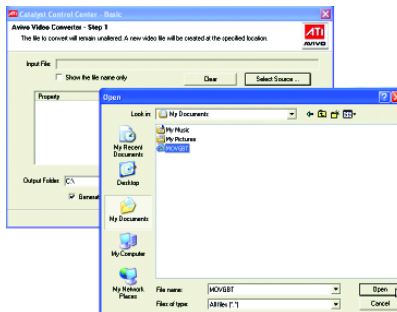 Catalyst Control Center - Basic
Avivo Video Converter - Step 1
The file to convert will remain unaltered. A new video file will be created at the specified location.
ATI
AVIVO
Input File:
Show the file name only
Clear
Select Source ...
Property
Output Folder: C:\
Open
Look in: My Documents
My Music
My Pictures
MOVGBT
My Recent Documents
Desktop
My Documents
My Computer
My Network Places
File name: MOVGBT
Open
Files of type: All files (*.*)
Cancel